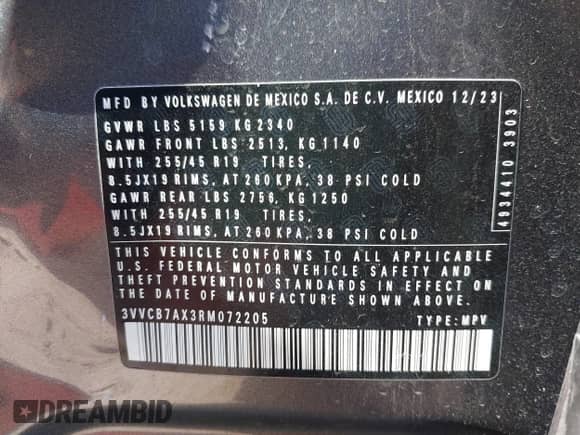 MFD BY VOLKSWAGEN DE MEXICO S.A. DE C.V. MEXICO 12/23
GVWR LBS 5159 KG 2340
GAWR FRONT LBS 2513, KG 1140
WITH 255/45 R19 TIRES,
8.5JX19 RIMS, AT 260 KPA, 38 PSI COLD
GAWR REAR LBS 2756, KG 1250
WITH 255/45 R19 TIRES,
8.5JX19 RIMS, AT 260 KPA, 38 PSI COLD
THIS VEHICLE CONFORMS TO ALL APPLICABLE
U.S. FEDERAL MOTOR VEHICLE SAFETY AND
THEFT PREVENTION STANDARDS IN EFFECT ON
THE DATE OF MANUFACTURE SHOWN ABOVE.
3VVCB7AX3RM072205 TYPE: MPV
4934410 3903
DREAMBID